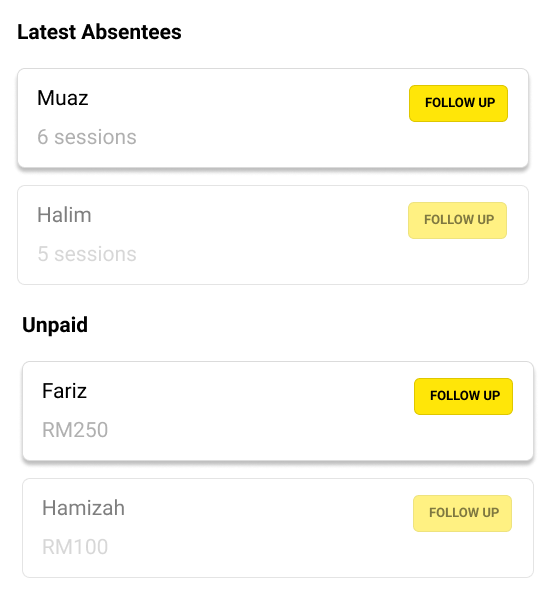 Latest Absentees
Muaz
FOLLOW UP
6 sessions
Halim
FOLLOW UP
5 sessions
Unpaid
Fariz
FOLLOW UP
RM250
Hamizah
FOLLOW UP
RM100